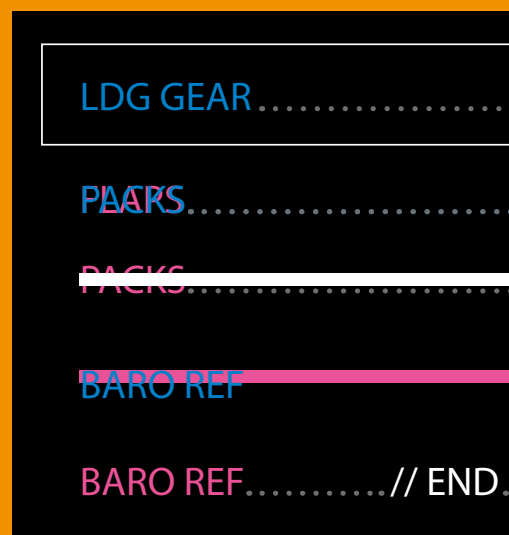 LDG GEAR.................
FLAPS
PACKS........................
PACKS........................
BARO REF
BARO REF..........// END.